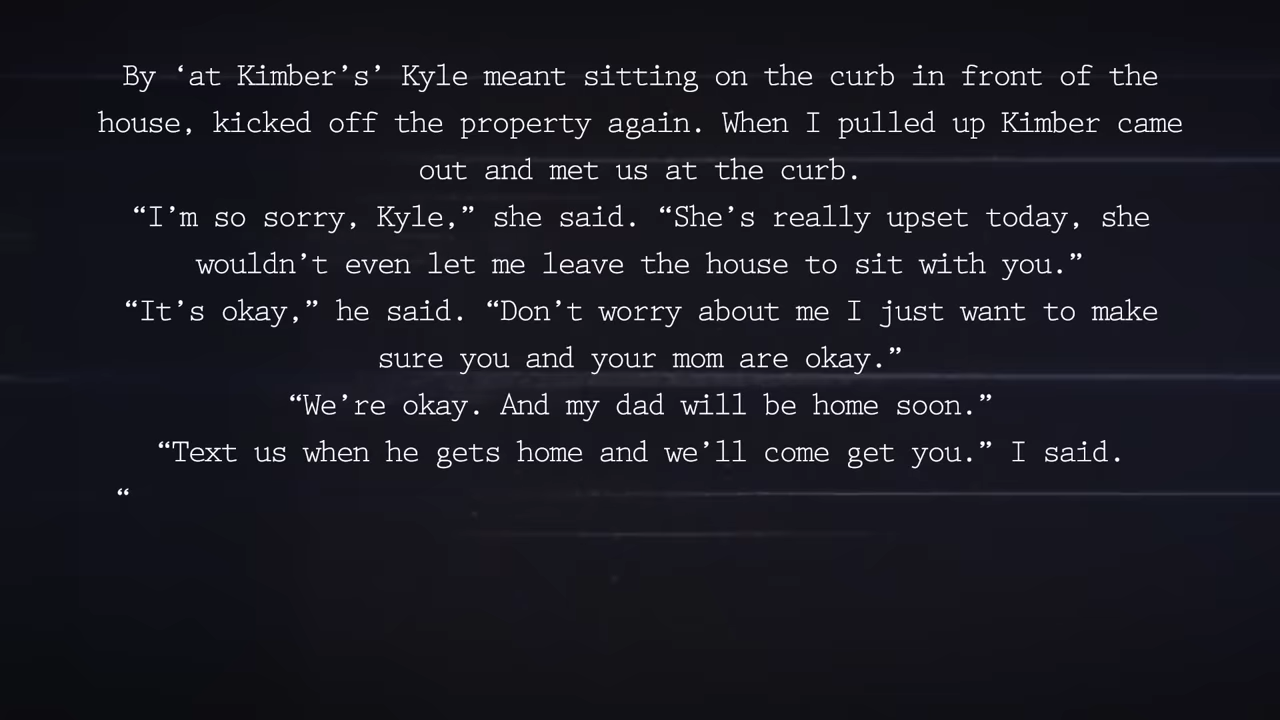 By ‘at Kimber’s’ Kyle meant sitting on the curb in front of the
house, kicked off the property again. When I pulled up Kimber came
out and met us at the curb.
“I’m so sorry, Kyle,” she said. “She’s really upset today, she
wouldn’t even let me leave the house to sit with you.”
“It’s okay,” he said. “Don’t worry about me I just want to make
sure you and your mom are okay.”
“We’re okay. And my dad will be home soon.”
“Text us when he gets home and we’ll come get you.” I said.
“